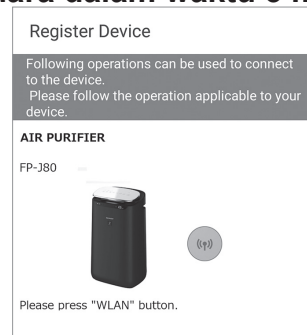 Register Device
Following operations can be used to connect
to the device.
Please follow the operation applicable to your
device.
AIR PURIFIER
FP-J80
Please press "WLAN" button.